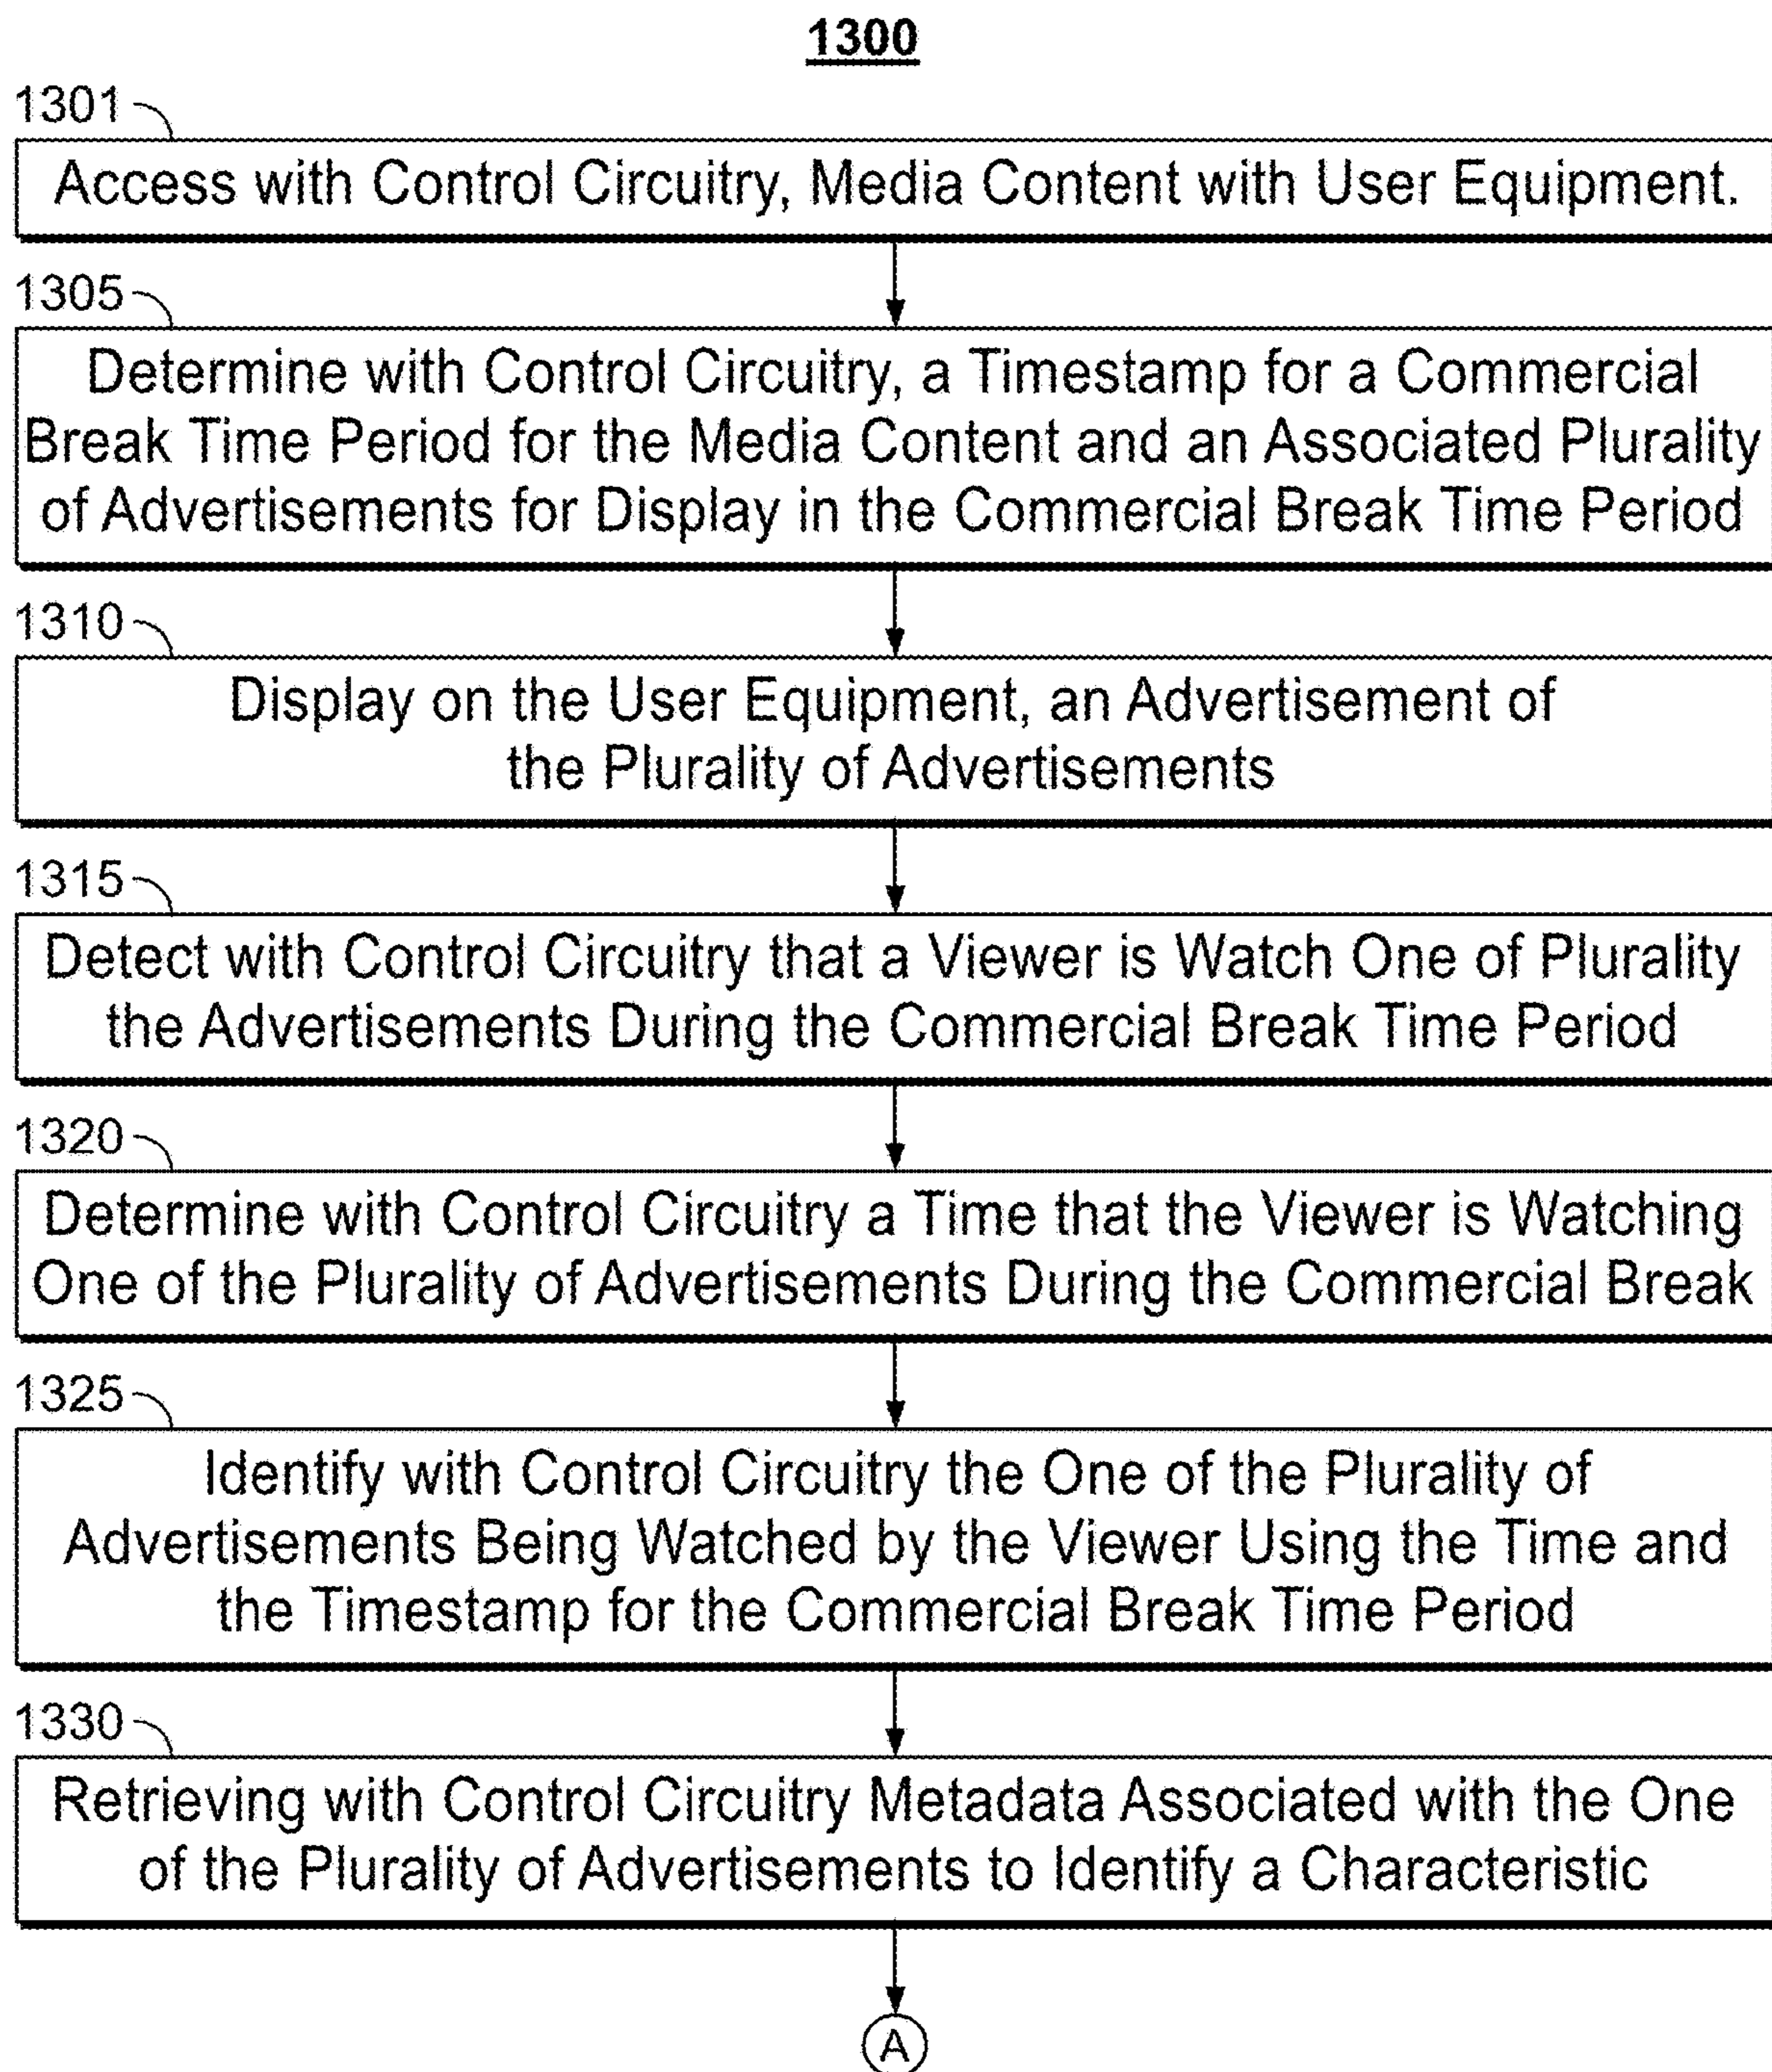 1300
1301
Access with Control Circuitry, Media Content with User Equipment.
1305
Determine with Control Circuitry, a Timestamp for a Commercial
Break Time Period for the Media Content and an Associated Plurality
of Advertisements for Display in the Commercial Break Time Period
1310
Display on the User Equipment, an Advertisement of
the Plurality of Advertisements
1315
Detect with Control Circuitry that a Viewer is Watch One of Plurality
the Advertisements During the Commercial Break Time Period
1320
Determine with Control Circuitry a Time that the Viewer is Watching
One of the Plurality of Advertisements During the Commercial Break
1325
Identify with Control Circuitry the One of the Plurality of
Advertisements Being Watched by the Viewer Using the Time and
the Timestamp for the Commercial Break Time Period
1330
Retrieving with Control Circuitry Metadata Associated with the One
of the Plurality of Advertisements to Identify a Characteristic
A